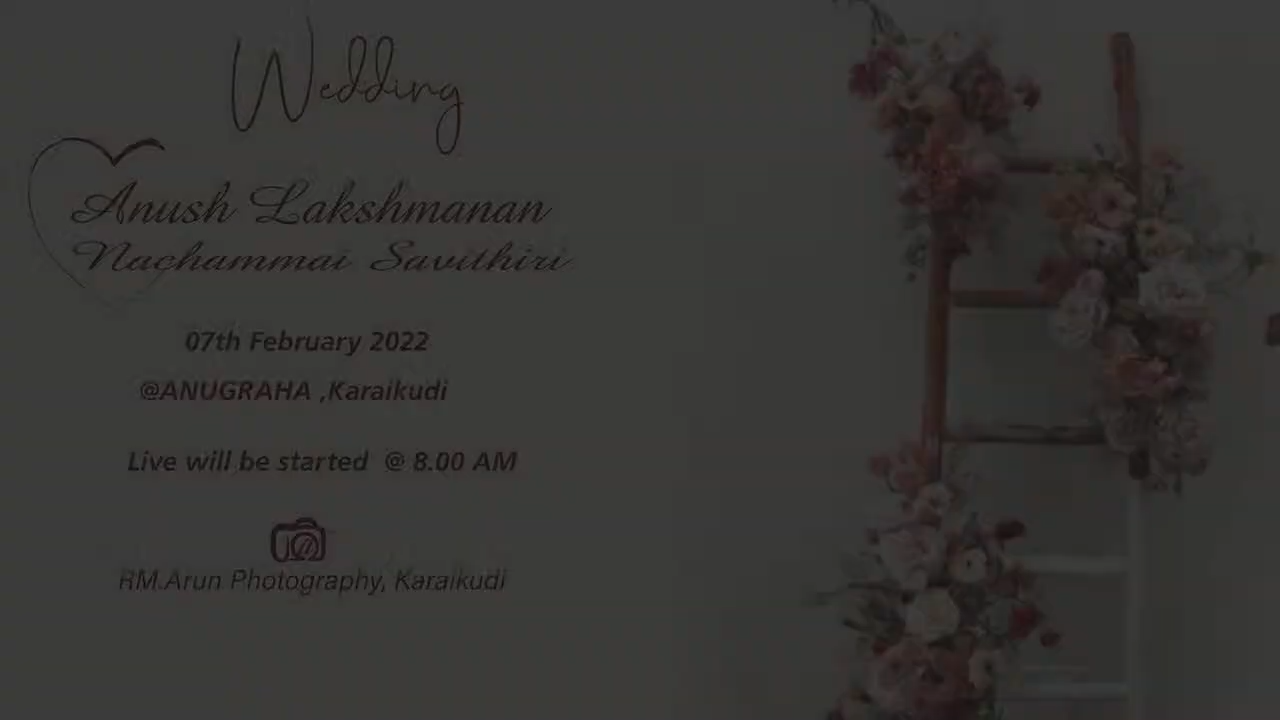 Wedding
Anush Lakshmanan
Nachammai Savithiri
07th February 2022
@ANUGRAHA ,Karaikudi
Live will be started @ 8.00 AM
RM.Arun Photography, Karaikudi